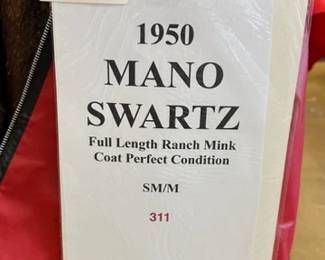 1950
MANO
SWARTZ
Full Length Ranch Mink
Coat Perfect Condition
SM/M
311